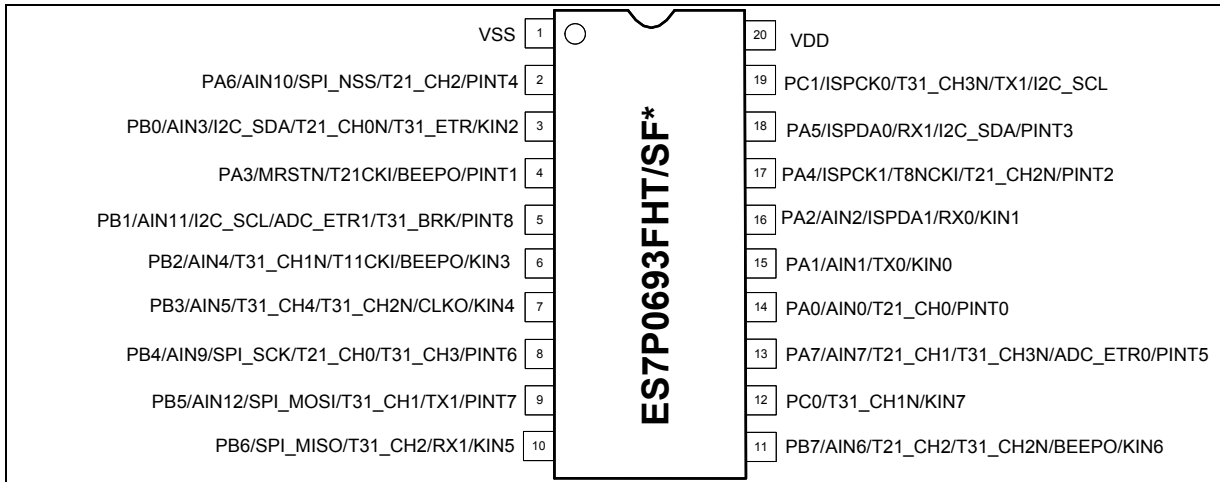 VSS 1
PA6/AIN10/SPI_NSS/T21_CH2/PINT4 2
PB0/AIN3/I2C_SDA/T21_CH0N/T31_ETR/KIN2 3
PA3/MRSTN/T21CKI/BEEPO/PINT1 4
PB1/AIN11/I2C_SCL/ADC_ETR1/T31_BRK/PINT8 5
PB2/AIN4/T31_CH1N/T11CKI/BEEPO/KIN3 6
PB3/AIN5/T31_CH4/T31_CH2N/CLKO/KIN4 7
PB4/AIN9/SPI_SCK/T21_CH0/T31_CH3/PINT6 8
PB5/AIN12/SPI_MOSI/T31_CH1/TX1/PINT7 9
PB6/SPI_MISO/T31_CH2/RX1/KIN5 10
ES7P0693FHT/SF*
20 VDD
19 PC1/ISPCK0/T31_CH3N/TX1/I2C_SCL
18 PA5/ISPDA0/RX1/I2C_SDA/PINT3
17 PA4/ISPCK1/T8NCKI/T21_CH2N/PINT2
16 PA2/AIN2/ISPDA1/RX0/KIN1
15 PA1/AIN1/TX0/KIN0
14 PA0/AIN0/T21_CH0/PINT0
13 PA7/AIN7/T21_CH1/T31_CH3N/ADC_ETR0/PINT5
12 PC0/T31_CH1N/KIN7
11 PB7/AIN6/T21_CH2/T31_CH2N/BEEPO/KIN6